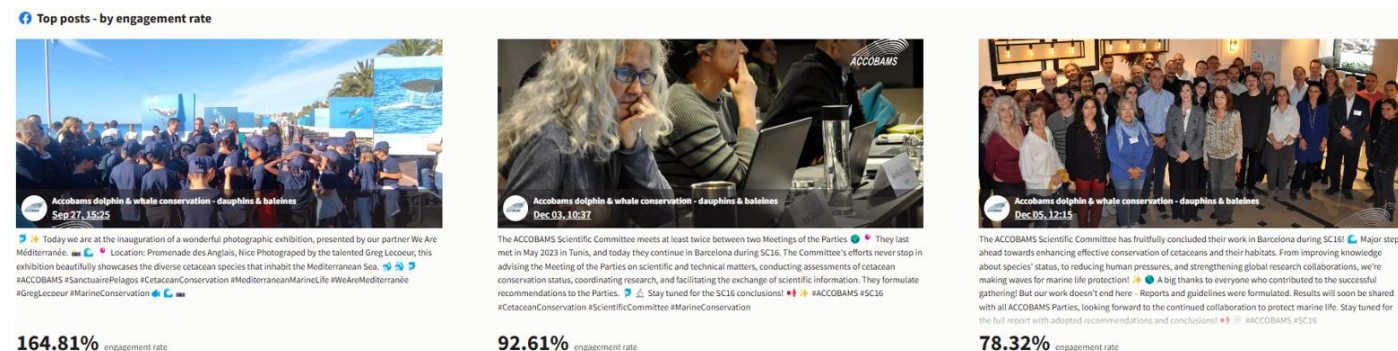 Top posts - by engagement rate
Accobams dolphin & whale conservation - dauphins & baleines
Sep 27, 15:25
Today we are at the inauguration of a wonderful photographic exhibition, presented by our partner We Are
Méditerranée. Location: Promenade des Anglais, Nice Photograped by the talented Greg Lecoeur, this
exhibition beautifully showcases the diverse cetacean species that inhabit the Mediterranean Sea.
#ACCOBAMS #SanctuairePelagos #CetaceanConservation #MediterraneanMarineLife #WeAreMediterranée
#GregLecoeur #MarineConservation
164.81% engagement rate
ACCOBAMS
Accobams dolphin & whale conservation - dauphins & baleines
Dec 03, 10:37
The ACCOBAMS Scientific Committee meets at least twice between two Meetings of the Parties They last
met in May 2023 in Tunis, and today they continue in Barcelona during SC16. The Committee's efforts never stop in
advising the Meeting of the Parties on scientific and technical matters, conducting assessments of cetacean
conservation status, coordinating research, and facilitating the exchange of scientific information. They formulate
recommendations to the Parties. Stay tuned for the SC16 conclusions! #ACCOBAMS #SC16
#CetaceanConservation #ScientificCommittee #MarineConservation
92.61% engagement rate
Accobams dolphin & whale conservation - dauphins & baleines
Dec 05, 12:15
The ACCOBAMS Scientific Committee has fruitfully concluded their work in Barcelona during SC16! Major step
ahead towards enhancing effective conservation of cetaceans and their habitats. From improving knowledge
about species' status, to reducing human pressures, and strengthening global research collaborations, we're
making waves for marine life protection! A big thanks to everyone who contributed to the successful
gathering! But our work doesn't end here – Reports and guidelines were formulated. Results will soon be shared
with all ACCOBAMS Parties, looking forward to the continued collaboration to protect marine life. Stay tuned for
the full report with adopted recommendations and conclusions! #ACCOBAMS #SC16
78.32% engagement rate